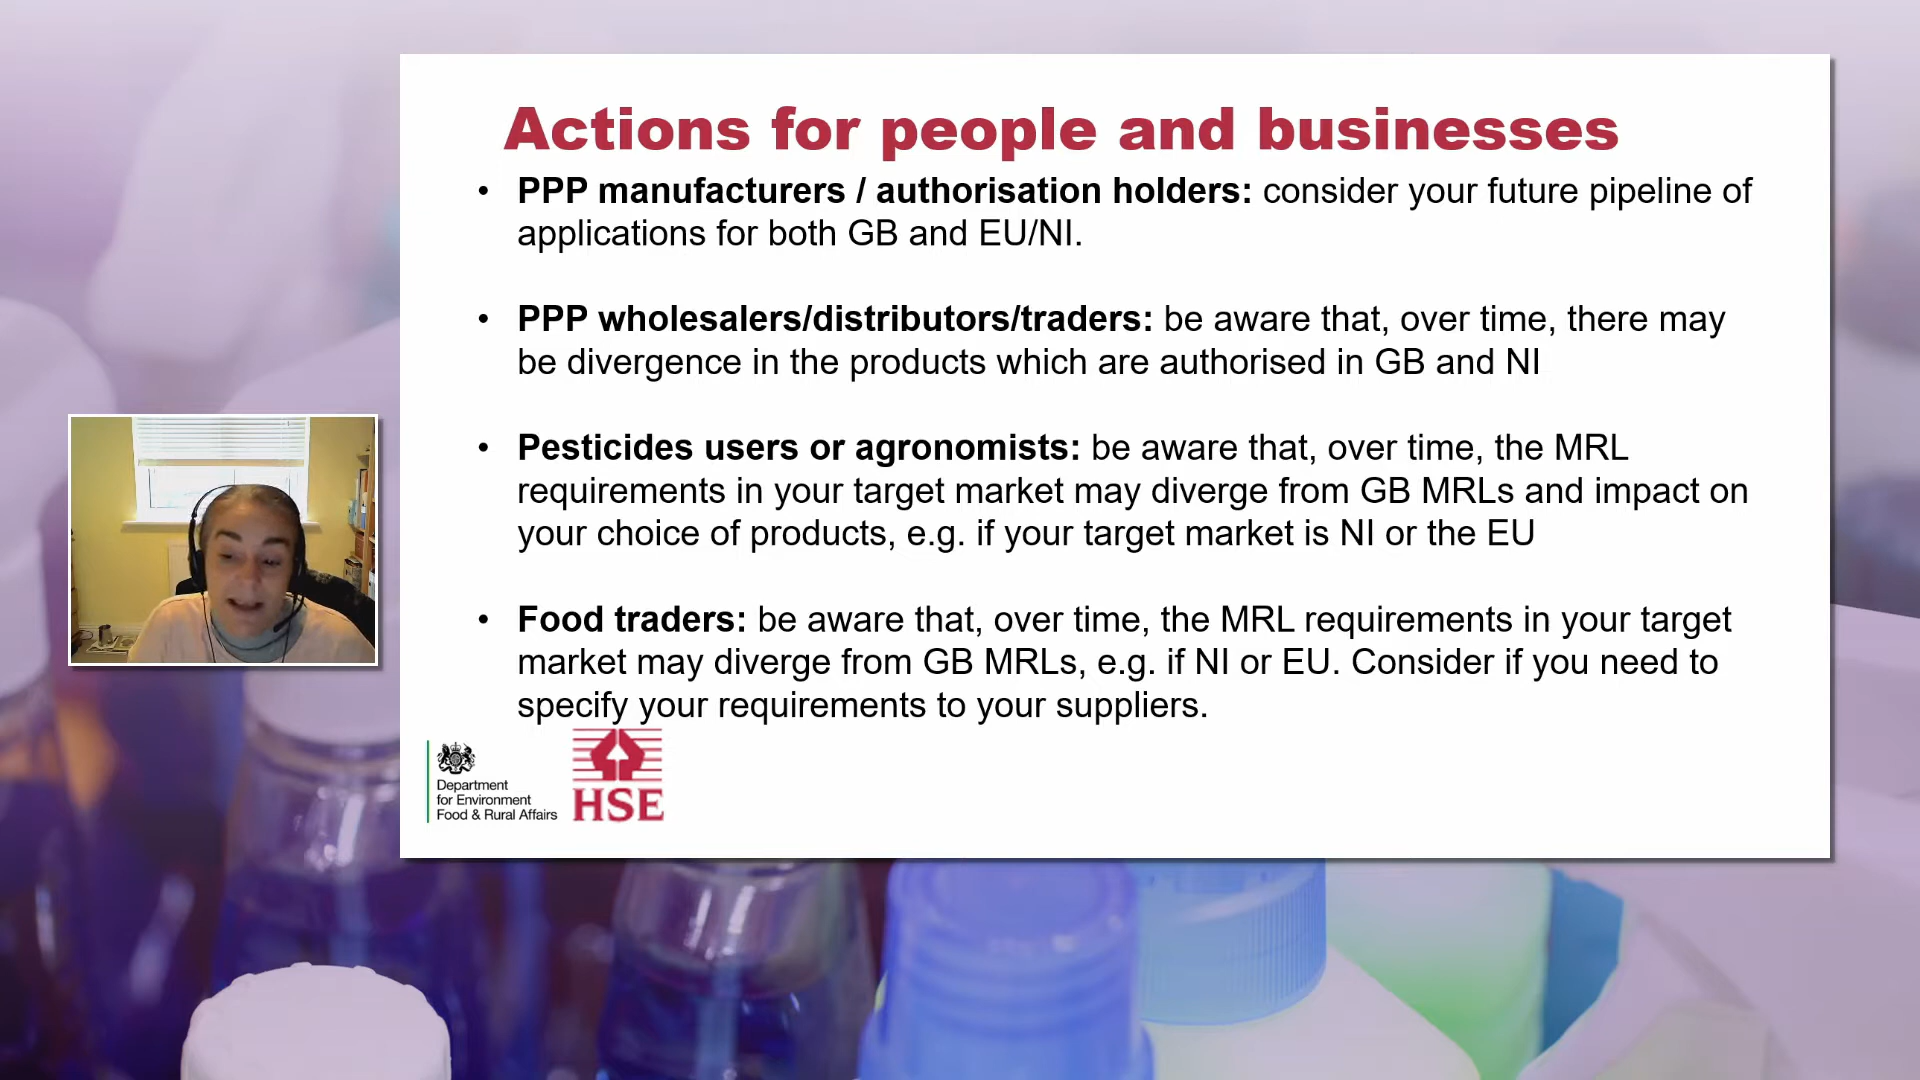 Actions for people and businesses
• PPP manufacturers / authorisation holders: consider your future pipeline of
applications for both GB and EU/NI.
• PPP wholesalers/distributors/traders: be aware that, over time, there may
be divergence in the products which are authorised in GB and NI
• Pesticides users or agronomists: be aware that, over time, the MRL
requirements in your target market may diverge from GB MRLs and impact on
your choice of products, e.g. if your target market is NI or the EU
• Food traders: be aware that, over time, the MRL requirements in your target
market may diverge from GB MRLs, e.g. if NI or EU. Consider if you need to
specify your requirements to your suppliers.
Department
for Environment
Food & Rural Affairs
HSE